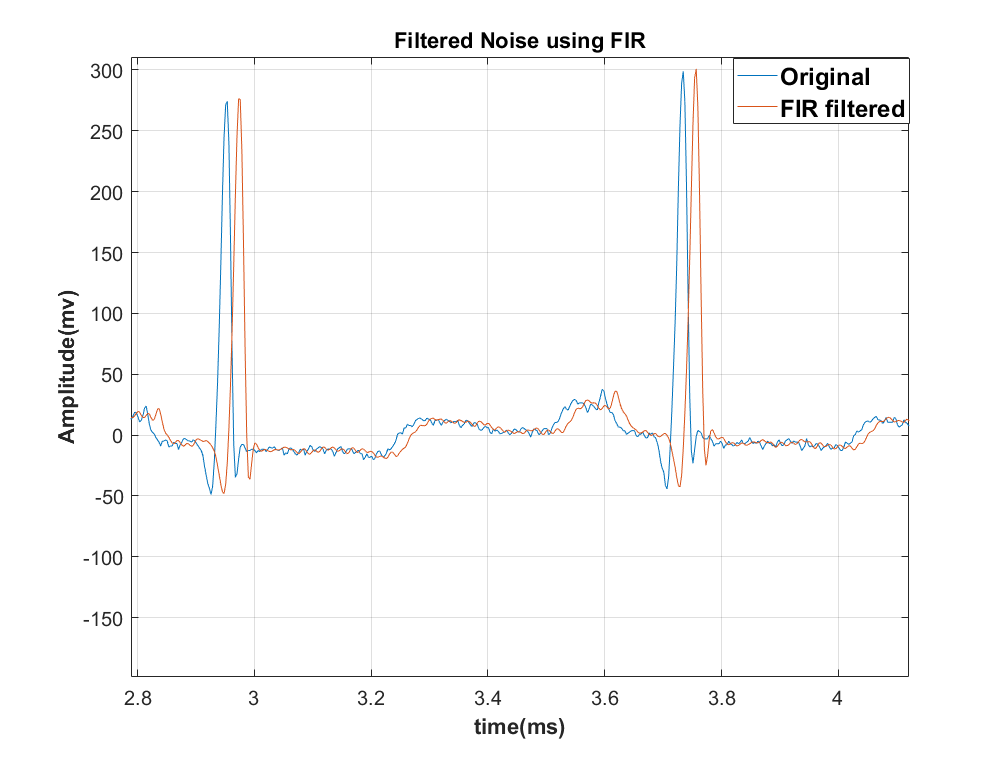 Filtered Noise using FIR
Original
FIR filtered
300
250
200
150
100
50
0
-50
-100
-150
Amplitude(mv)
2.8 3 3.2 3.4 3.6 3.8 4
time(ms)